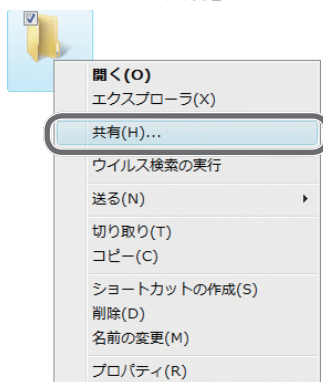 開く(O)
エクスプローラ(X)
共有(H)...
ウイルス検索の実行
送る(N)
切り取り(T)
コピー(C)
ショートカットの作成(S)
削除(D)
名前の変更(M)
プロパティ(R)